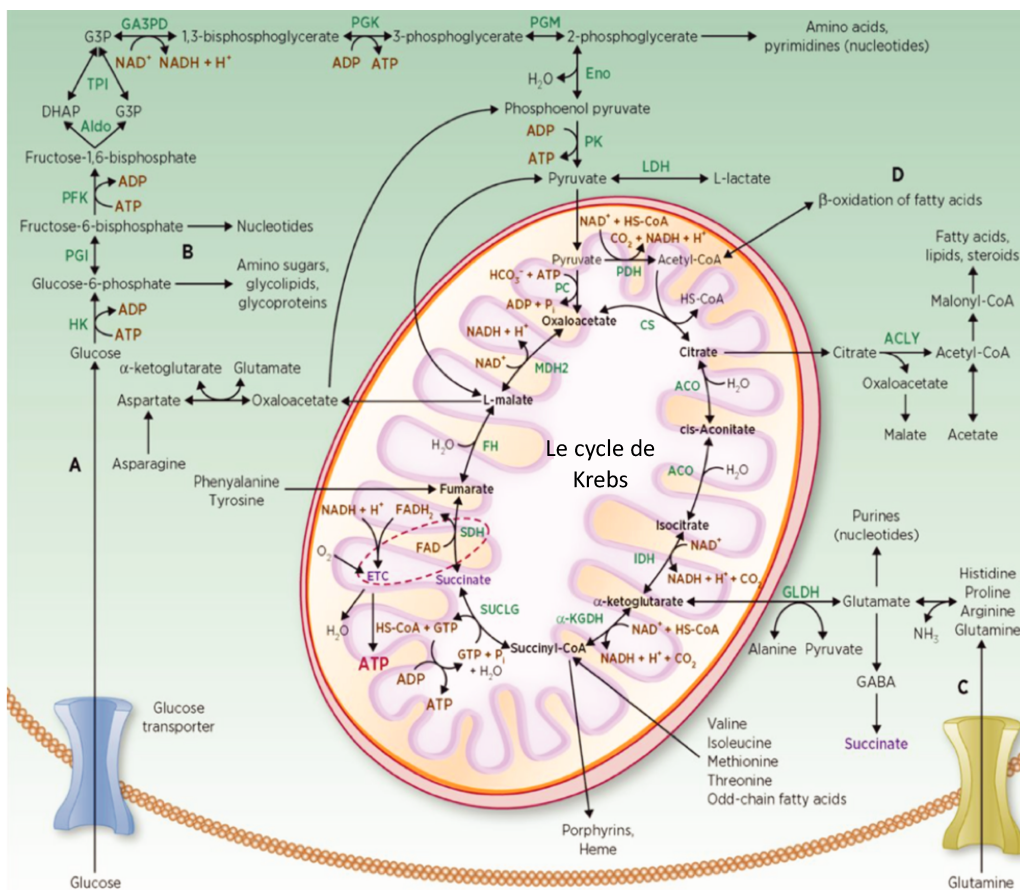 GA3PD
PGK
PGM
G3P
1,3-bisphosphoglycerate
3-phosphoglycerate
2-phosphoglycerate
Amino acids,
pyrimidines (nucleotides)
NAD⁺ NADH + H⁺
ADP ATP
TPI
H₂O
Eno
DHAP
G3P
Aldo
Phosphoenol pyruvate
Fructose-1,6-bisphosphate
ADP
ATP
PK
PFK
ADP
ATP
Pyruvate
LDH
L-lactate
D
β-oxidation of fatty acids
Fructose-6-bisphosphate
Nucleotides
PGI
B
Glucose-6-phosphate
Amino sugars,
glycolipids,
glycoproteins
HK
ADP
ATP
Glucose
NAD⁺ + HS-CoA
CO₂ + NADH + H⁺
Pyruvate
PDH
Acetyl-CoA
HCO₃⁻ + ATP
PC
ADP + Pᵢ
Oxaloacetate
HS-CoA
CS
Fatty acids,
lipids, steroids
Malonyl-CoA
NADH + H⁺
NAD⁺
MDH2
Citrate
Citrate
ACLY
Acetyl-CoA
Oxaloacetate
Malate
Acetate
α-ketoglutarate
Glutamate
Aspartate
Oxaloacetate
L-malate
ACO
H₂O
Asparagine
A
H₂O
FH
Le cycle de
Krebs
cis-Aconitate
ACO
H₂O
Phenyalanine
Tyrosine
Fumarate
NADH + H⁺
FADH₂
SDH
FAD
O₂
ETC
Succinate
Isocitrate
NAD⁺
IDH
NADH + H⁺ + CO₂
Purines
(nucleotides)
SUCLG
H₂O
HS-CoA + GTP
ATP
GTP + Pᵢ
+ H₂O
ADP
ATP
α-ketoglutarate
α-KGDH
NAD⁺ + HS-CoA
NADH + H⁺ + CO₂
Succinyl-CoA
GLDH
Glutamate
Alanine
Pyruvate
NH₃
Histidine
Proline
Arginine
Glutamine
GABA
C
Succinate
Glucose
transporter
Valine
Isoleucine
Methionine
Threonine
Odd-chain fatty acids
Porphyrins,
Heme
Glucose
Glutamine